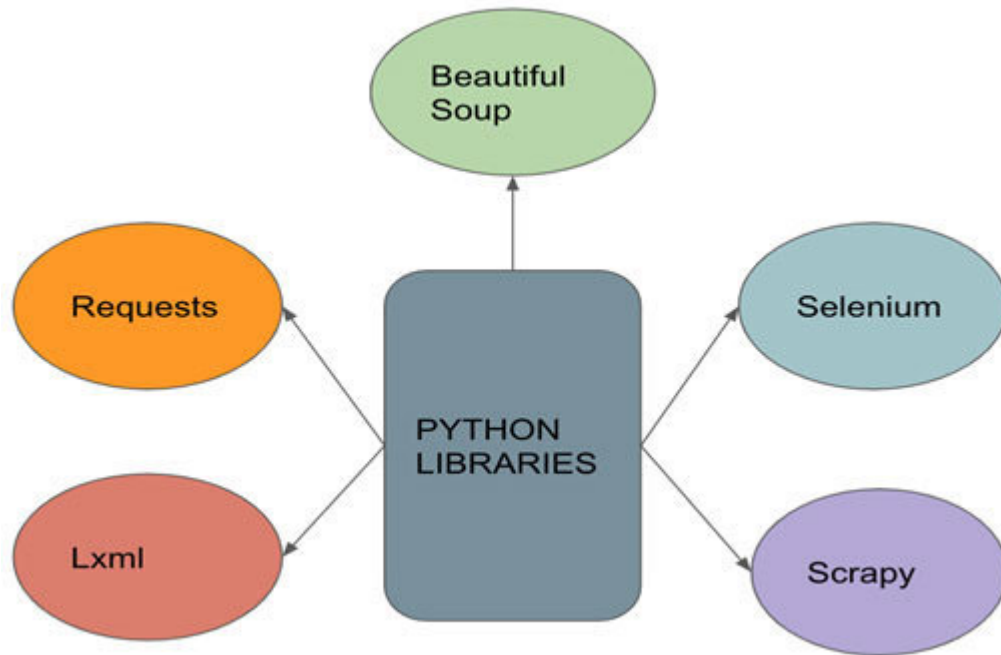 Beautiful
Soup
Requests
Selenium
PYTHON
LIBRARIES
Lxml
Scrapy